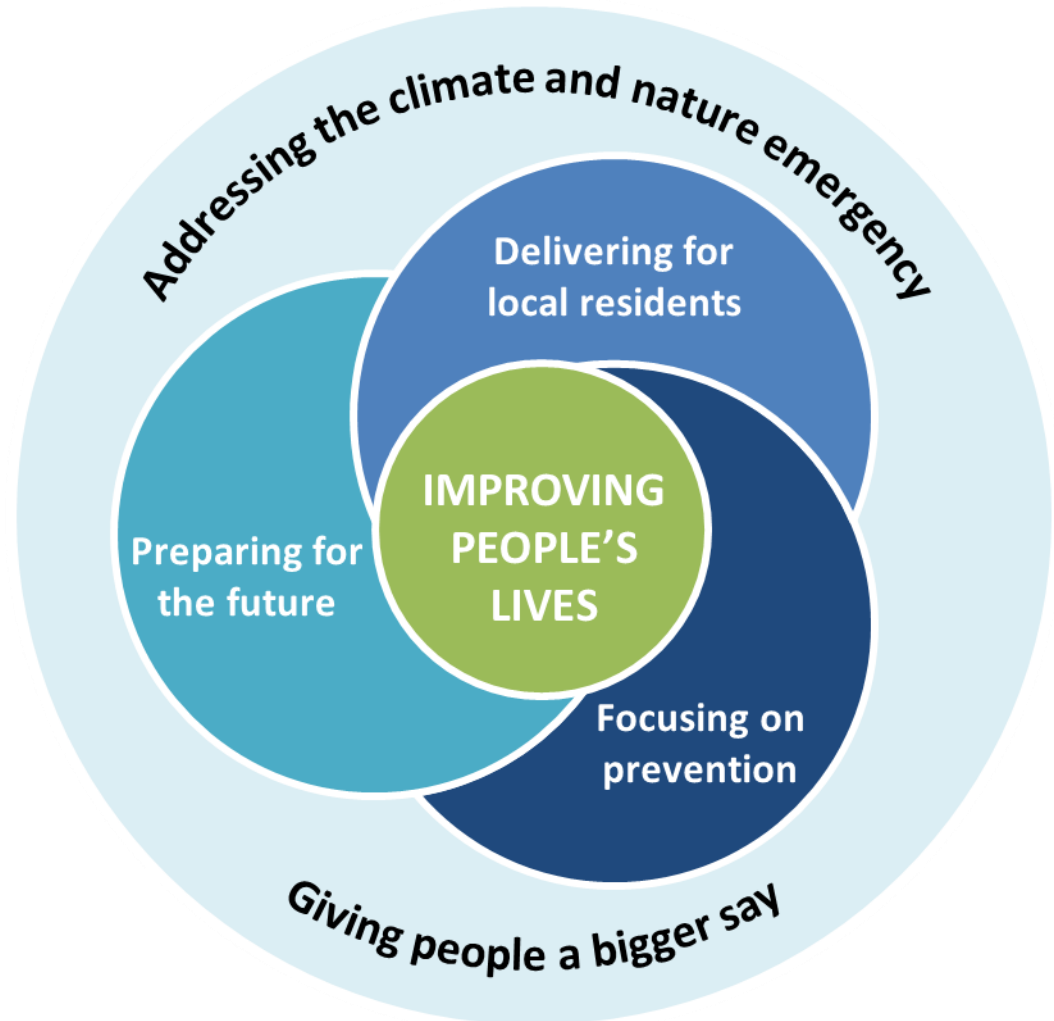 Addressing the climate and nature emergency
Delivering for
local residents
IMPROVING
PEOPLE’S
LIVES
Preparing for
the future
Focusing on
prevention
Giving people a bigger say